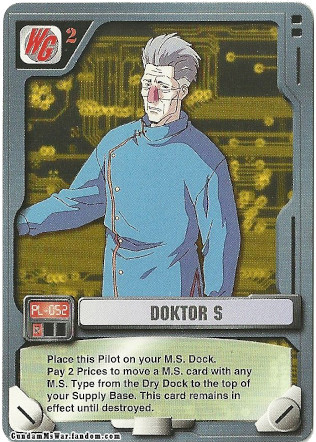 WG 2
DOKTOR S
PL-052
Place this Pilot on your M.S. Dock.
Pay 2 Prices to move a M.S. card with any
M.S. Type from the Dry Dock to the top of
your Supply Base. This card remains in
effect until destroyed.
GundamMsWar.fandom.com